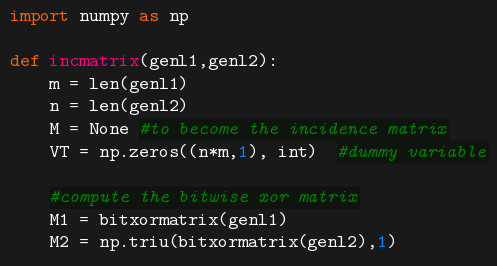 import numpy as np
def incmatrix(genl1,genl2):
m = len(genl1)
n = len(genl2)
M = None #to become the incidence matrix
VT = np.zeros((n*m,1), int) #dummy variable
#compute the bitwise xor matrix
M1 = bitxormatrix(genl1)
M2 = np.triu(bitxormatrix(genl2),1)